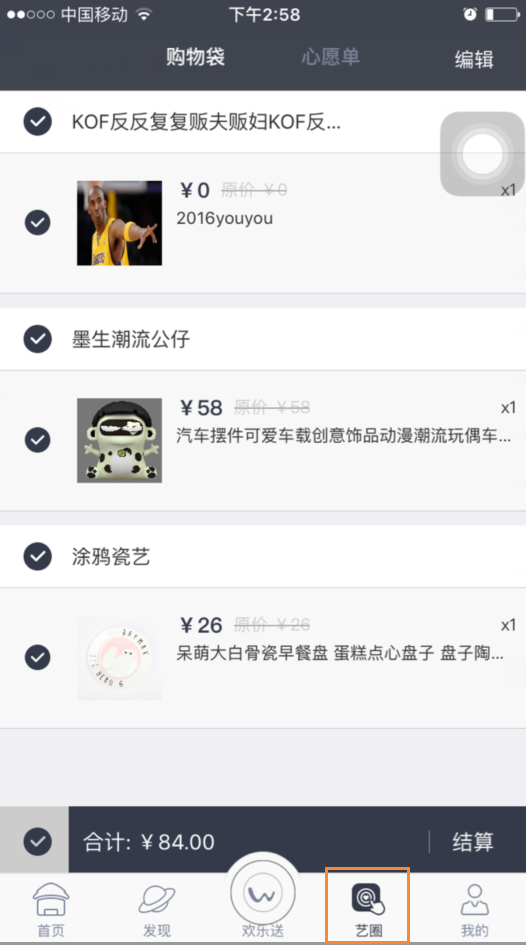 中国移动 下午2:58
购物袋 心愿单 编辑
KOF反反复复贩夫贩妇KOF反...
¥0 原价 ¥0 x1
2016youyou
墨生潮流公仔
¥58 原价 ¥58 x1
汽车摆件可爱车载创意饰品动漫潮流玩偶车...
涂鸦瓷艺
¥26 原价 ¥26 x1
呆萌大白骨瓷早餐盘 蛋糕点心盘子 盘子陶...
合计: ¥84.00 结算
首页 发现 欢乐送 艺圈 我的